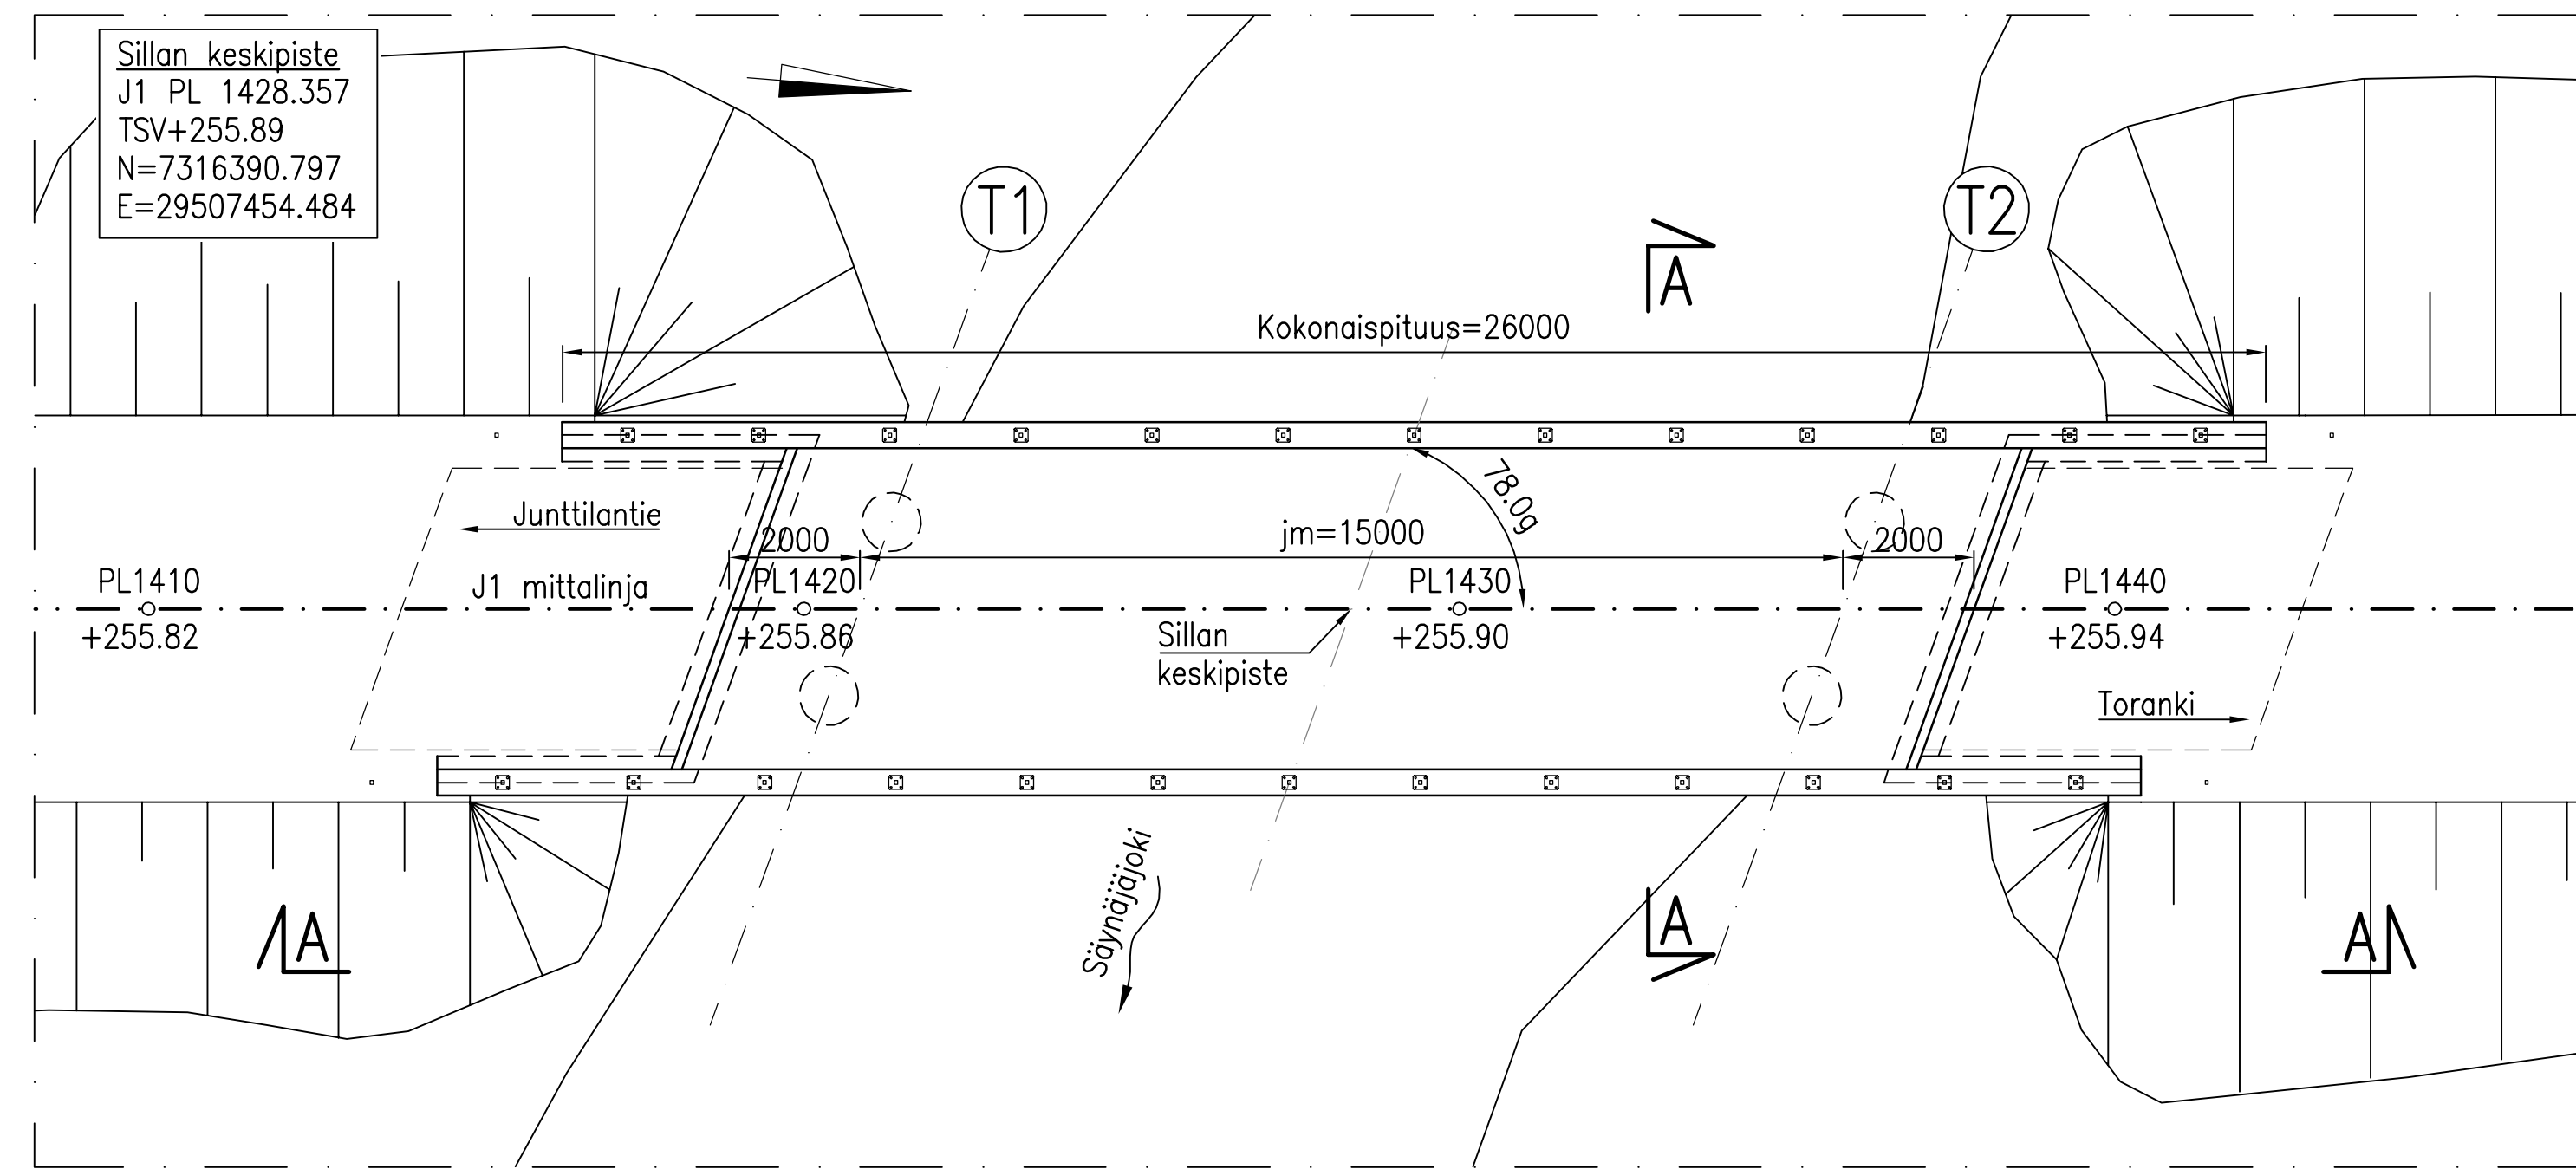 Sillan keskipiste
J1 PL 1428.357
TSV+255.89
N=7316390.797
E=29507454.484
T1
T2
A
Kokonaispituus=26000
78.0g
Junttilantie
2000
jm=15000
2000
PL1410
J1 mittalinja
PL1420
PL1430
PL1440
+255.82
+255.86
Sillan
keskipiste
+255.90
+255.94
Toranki
Säynäjäjoki
A
A
A